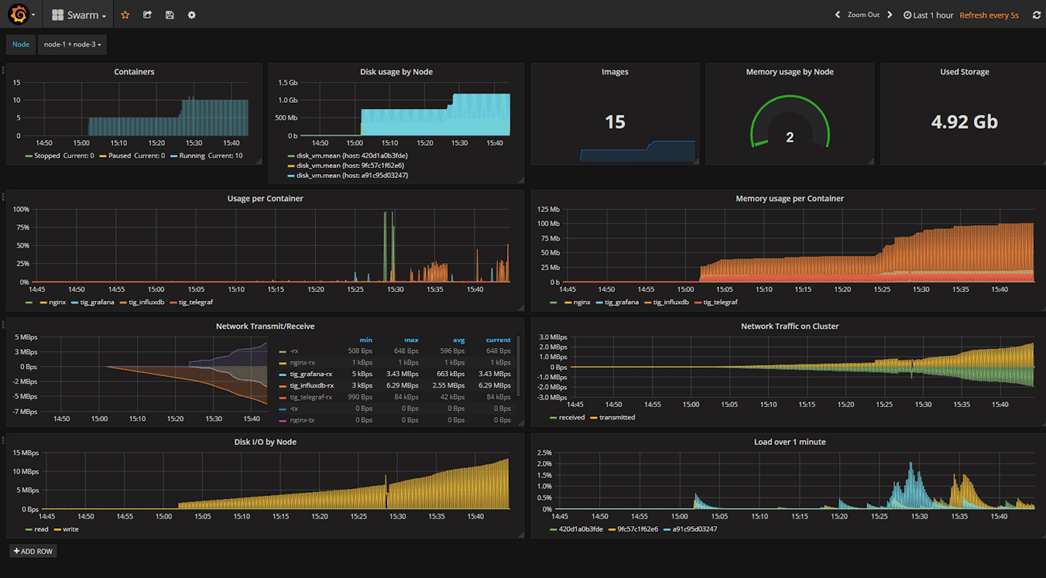 Swarm
Zoom Out
Last 1 hour
Refresh every 5s
Node
node-1 + node-3
Containers
15
10
5
0
14:50 15:00 15:10 15:20 15:30 15:40
Stopped Current: 0 Paused Current: 0 Running Current: 10
Disk usage by Node
1.5 Gb
1.0 Gb
500 Mb
0 b
14:50 15:00 15:10 15:20 15:30 15:40
disk_vm.mean {host: 420d1a0b3fde}
disk_vm.mean {host: 9fc57c1f62e6}
disk_vm.mean {host: a91c95d03247}
Images
15
Memory usage by Node
2
Used Storage
4.92 Gb
Usage per Container
100%
75%
50%
25%
0%
14:45 14:50 14:55 15:00 15:05 15:10 15:15 15:20 15:25 15:30 15:35 15:40
nginx tig_grafana tig_influxdb tig_telegraf
Memory usage per Container
125 Mb
100 Mb
75 Mb
50 Mb
25 Mb
0 b
14:45 14:50 14:55 15:00 15:05 15:10 15:15 15:20 15:25 15:30 15:35 15:40
nginx tig_grafana tig_influxdb tig_telegraf
Network Transmit/Receive
5 MBps
3 MBps
0 Bps
-2 MBps
-5 MBps
-7 MBps
14:50 15:00 15:10 15:20 15:30 15:40
min max avg current
-rx 508 Bps 648 Bps 596 Bps 648 Bps
nginx-rx 1 kBps 1 kBps 1 kBps 1 kBps
tig_grafana-rx 5 kBps 3.43 MBps 663 kBps 3.43 MBps
tig_influxdb-rx 3 kBps 6.29 MBps 2.55 MBps 6.29 MBps
tig_telegraf-rx 990 Bps 84 kBps 42 kBps 84 kBps
-tx 0 Bps 0 Bps 0 Bps 0 Bps
nginx-tx 0 Bps 0 Bps 0 Bps 0 Bps
Network Traffic on Cluster
3.0 MBps
2.0 MBps
1.0 MBps
0 Bps
-1.0 MBps
-2.0 MBps
-3.0 MBps
14:45 14:50 14:55 15:00 15:05 15:10 15:15 15:20 15:25 15:30 15:35 15:40
received transmitted
Disk I/O by Node
15 MBps
10 MBps
5 MBps
0 Bps
14:45 14:50 14:55 15:00 15:05 15:10 15:15 15:20 15:25 15:30 15:35 15:40
read write
Load over 1 minute
2.5%
2.0%
1.5%
1.0%
0.5%
0%
14:45 14:50 14:55 15:00 15:05 15:10 15:15 15:20 15:25 15:30 15:35 15:40
420d1a0b3fde 9fc57c1f62e6 a91c95d03247
ADD ROW